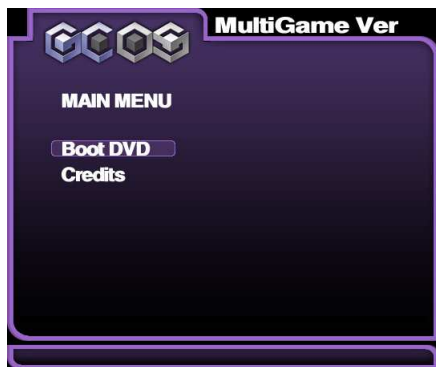 GCOS
MultiGame Ver
MAIN MENU
Boot DVD
Credits